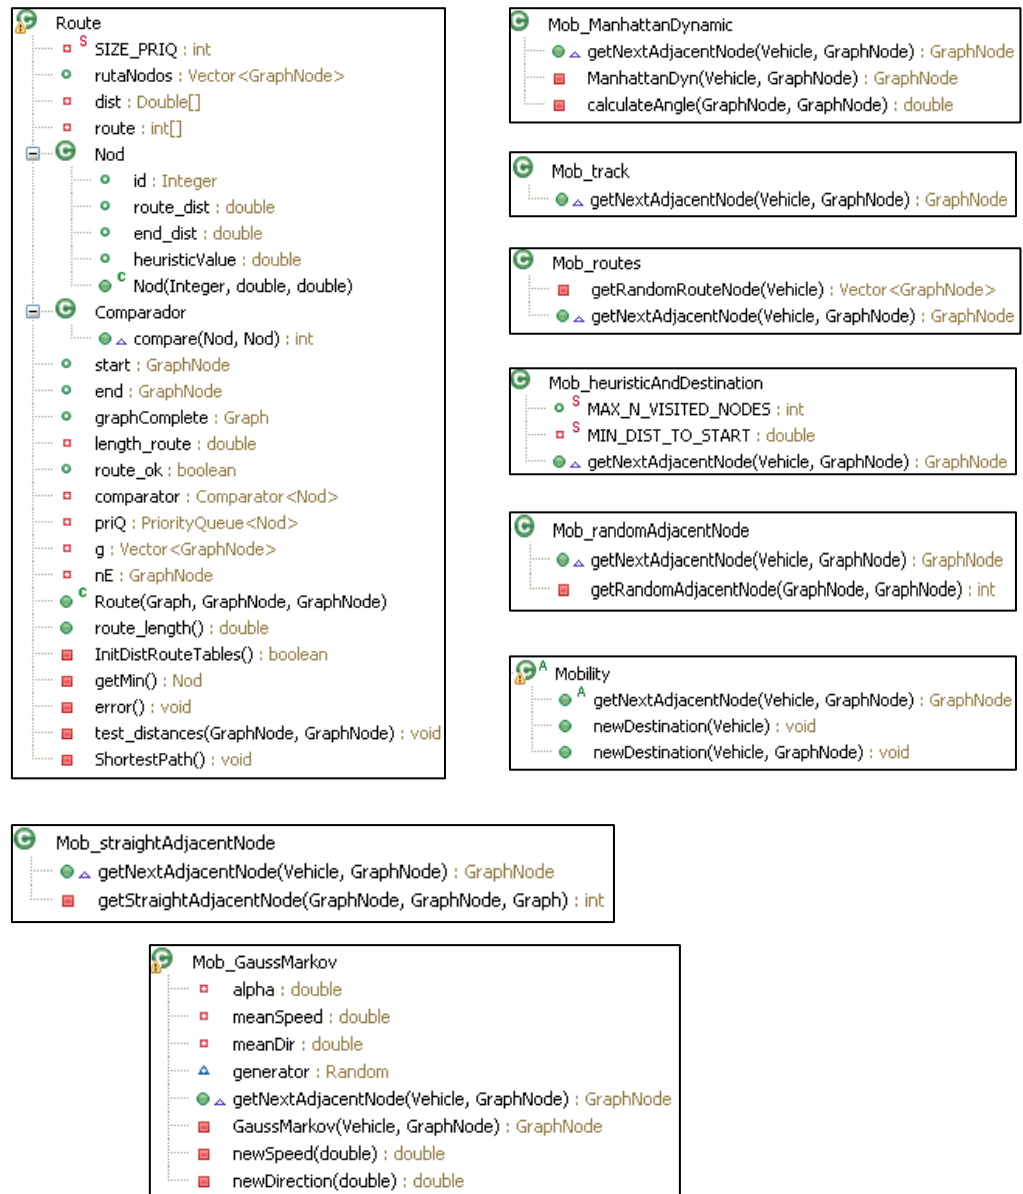 Route
S SIZE_PRIQ : int
rutaNodos : Vector<GraphNode>
dist : Double[]
route : int[]
Nod
id : Integer
route_dist : double
end_dist : double
heuristicValue : double
C Nod(Integer, double, double)
Comparador
compare(Nod, Nod) : int
start : GraphNode
end : GraphNode
graphComplete : Graph
length_route : double
route_ok : boolean
comparator : Comparator<Nod>
priQ : PriorityQueue<Nod>
g : Vector<GraphNode>
nE : GraphNode
C Route(Graph, GraphNode, GraphNode)
route_length() : double
InitDistRouteTables() : boolean
getMin() : Nod
error() : void
test_distances(GraphNode, GraphNode) : void
ShortestPath() : void
Mob_ManhattanDynamic
getNextAdjacentNode(Vehicle, GraphNode) : GraphNode
ManhattanDyn(Vehicle, GraphNode) : GraphNode
calculateAngle(GraphNode, GraphNode) : double
Mob_track
getNextAdjacentNode(Vehicle, GraphNode) : GraphNode
Mob_routes
getRandomRouteNode(Vehicle) : Vector<GraphNode>
getNextAdjacentNode(Vehicle, GraphNode) : GraphNode
Mob_heuristicAndDestination
S MAX_N_VISITED_NODES : int
S MIN_DIST_TO_START : double
getNextAdjacentNode(Vehicle, GraphNode) : GraphNode
Mob_randomAdjacentNode
getNextAdjacentNode(Vehicle, GraphNode) : GraphNode
getRandomAdjacentNode(GraphNode, GraphNode) : int
A Mobility
A getNextAdjacentNode(Vehicle, GraphNode) : GraphNode
newDestination(Vehicle) : void
newDestination(Vehicle, GraphNode) : void
Mob_straightAdjacentNode
getNextAdjacentNode(Vehicle, GraphNode) : GraphNode
getStraightAdjacentNode(GraphNode, GraphNode, Graph) : int
Mob_GaussMarkov
alpha : double
meanSpeed : double
meanDir : double
generator : Random
getNextAdjacentNode(Vehicle, GraphNode) : GraphNode
GaussMarkov(Vehicle, GraphNode) : GraphNode
newSpeed(double) : double
newDirection(double) : double